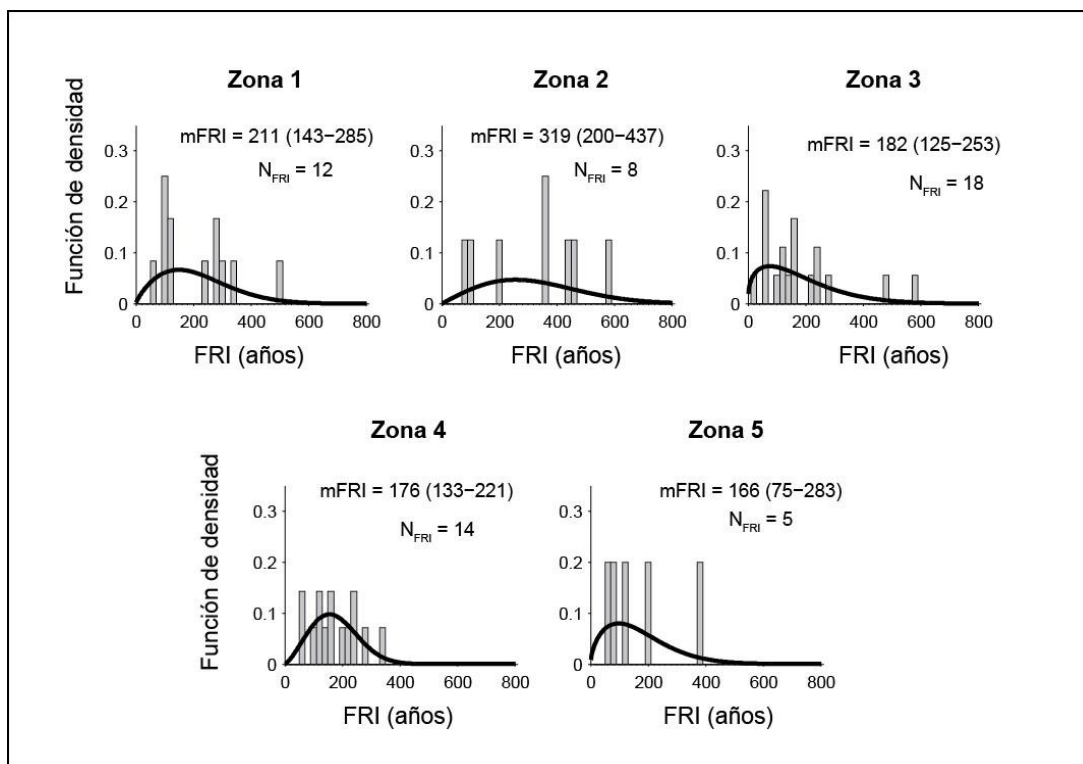 Zona 1
Zona 2
Zona 3
Función de densidad
mFRI = 211 (143−285)
N_FRI = 12
0.3
0.2
0.1
0
0 200 400 600 800
FRI (años)
mFRI = 319 (200−437)
N_FRI = 8
0.3
0.2
0.1
0
0 200 400 600 800
FRI (años)
mFRI = 182 (125−253)
N_FRI = 18
0.3
0.2
0.1
0
0 200 400 600 800
FRI (años)
Zona 4
Zona 5
Función de densidad
mFRI = 176 (133−221)
N_FRI = 14
0.3
0.2
0.1
0
0 200 400 600 800
FRI (años)
mFRI = 166 (75−283)
N_FRI = 5
0.3
0.2
0.1
0
0 200 400 600 800
FRI (años)